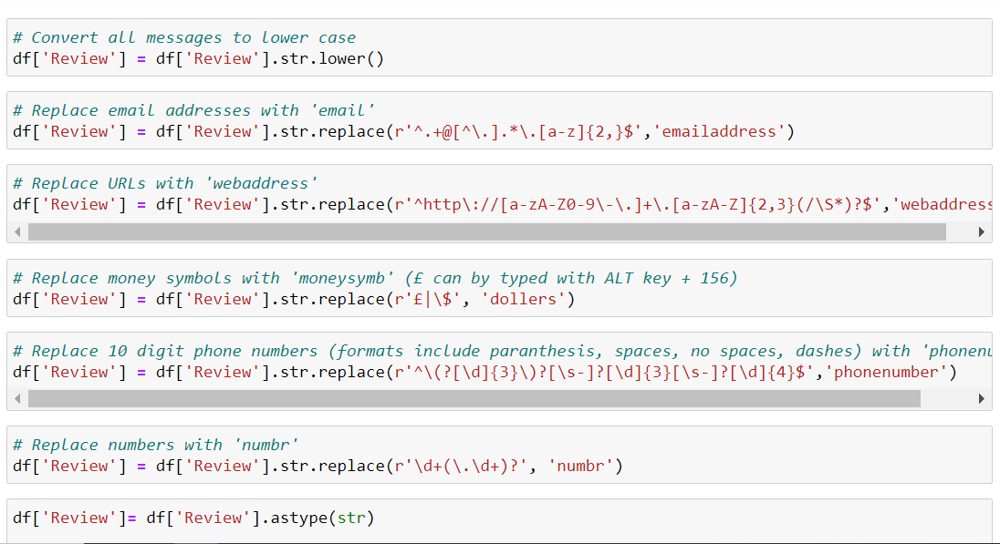 # Convert all messages to lower case
df['Review'] = df['Review'].str.lower()
# Replace email addresses with 'email'
df['Review'] = df['Review'].str.replace(r'^.+@[^\.].*\.[a-z]{2,}$','emailaddress')
# Replace URLs with 'webaddress'
df['Review'] = df['Review'].str.replace(r'^http\://[a-zA-Z0-9\-\.]+\.[a-zA-Z]{2,3}(/\S*)?$','webaddress
# Replace money symbols with 'moneysymb' (£ can by typed with ALT key + 156)
df['Review'] = df['Review'].str.replace(r'£|\$', 'dollers')
# Replace 10 digit phone numbers (formats include paranthesis, spaces, no spaces, dashes) with 'phonenu
df['Review'] = df['Review'].str.replace(r'^\(?[\d]{3}\)?[\s-]?[\d]{3}[\s-]?[\d]{4}$','phonenumber')
# Replace numbers with 'numbr'
df['Review'] = df['Review'].str.replace(r'\d+(\.\d+)?', 'numbr')
df['Review']= df['Review'].astype(str)